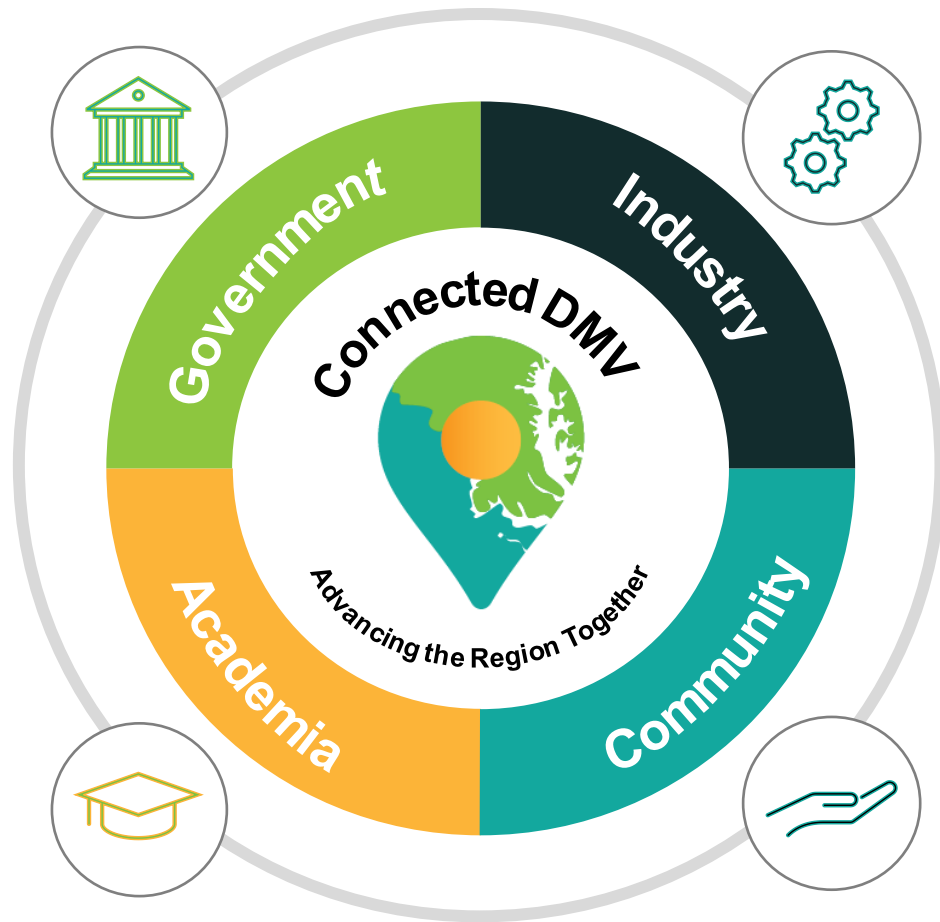 Government
Industry
Connected DMV
Advancing the Region Together
Academia
Community